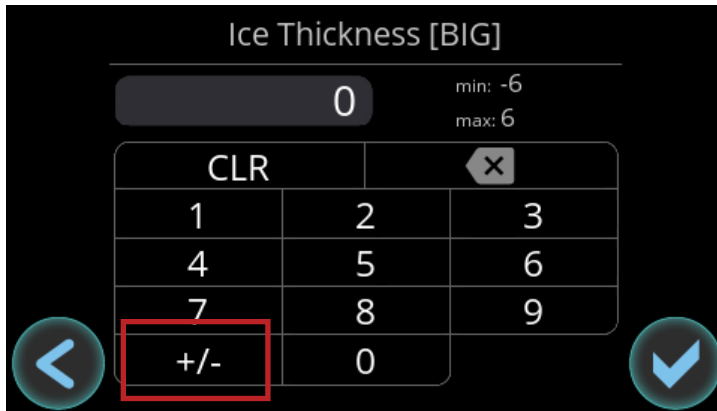 Ice Thickness [BIG]
0
min: -6
max: 6
CLR
1 2 3
4 5 6
7 8 9
+/- 0